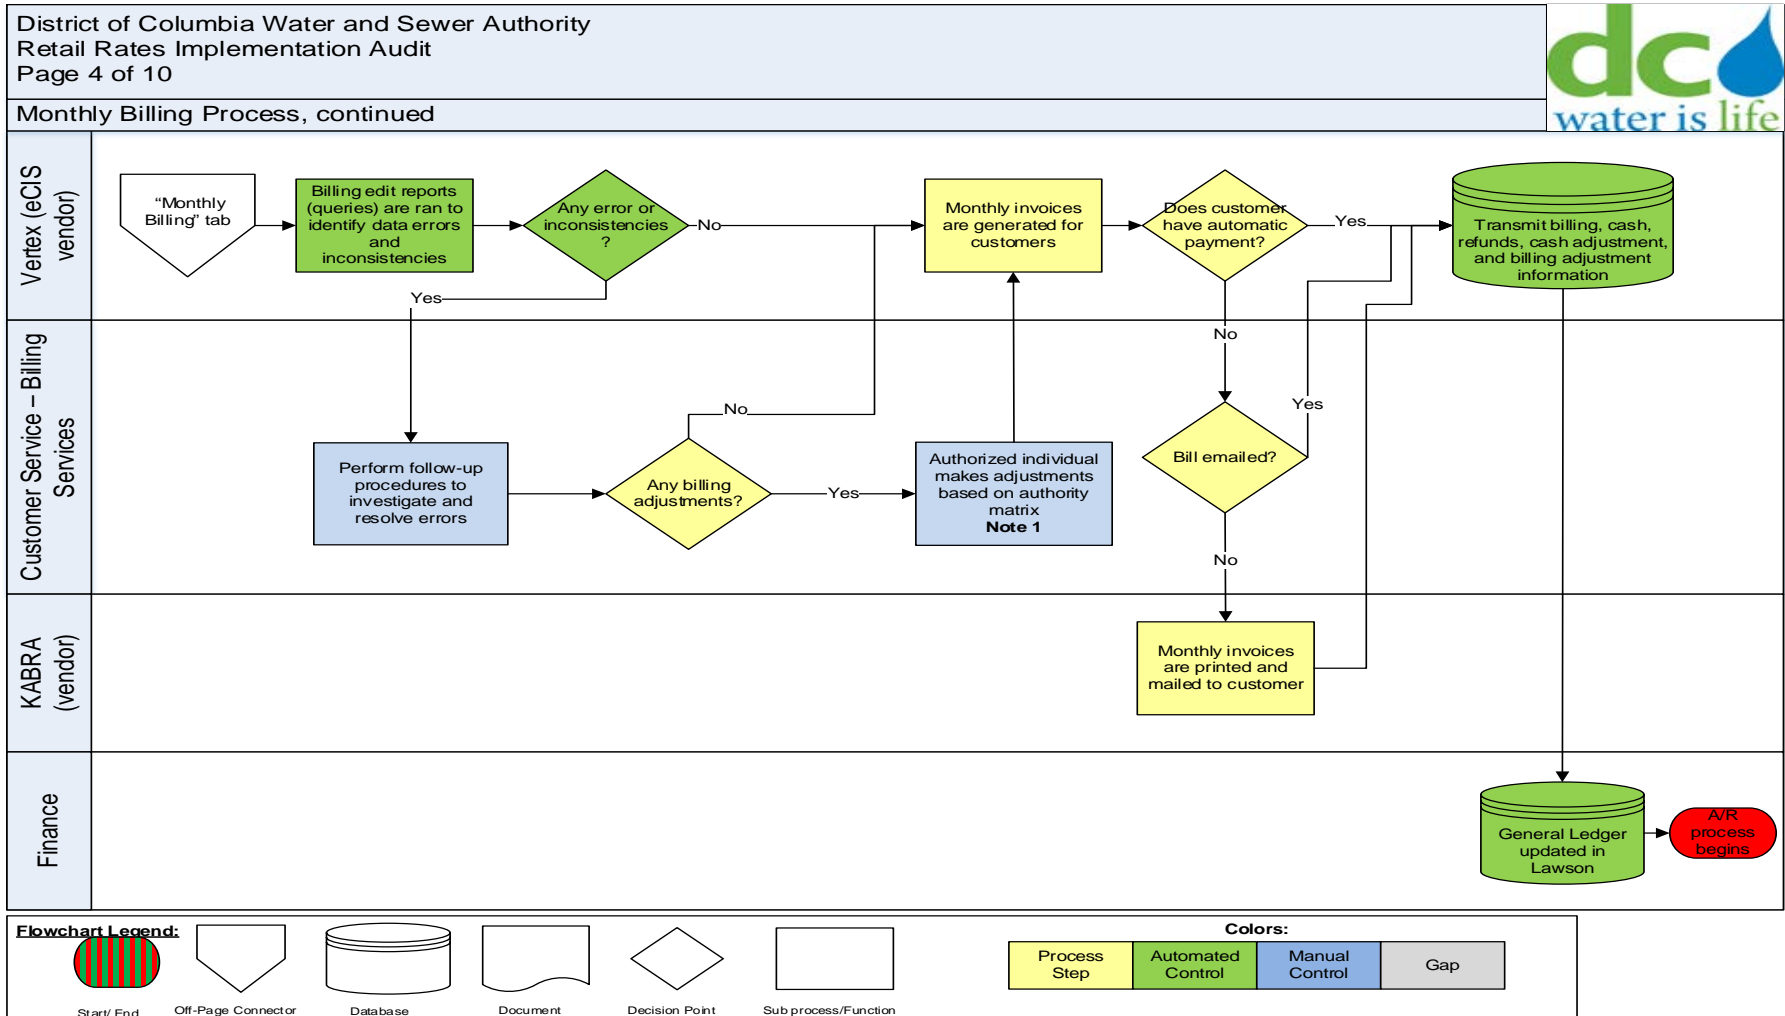 District of Columbia Water and Sewer Authority
Retail Rates Implementation Audit
Page 4 of 10
dc
water is life
Monthly Billing Process, continued
Vertex (eCIS
vendor)
"Monthly
Billing" tab
Billing edit reports
(queries) are ran to
identify data errors
and
inconsistencies
Any error or
inconsistencies
?
No
Yes
Monthly invoices
are generated for
customers
Does customer
have automatic
payment?
Yes
No
Transmit billing, cash,
refunds, cash adjustment,
and billing adjustment
information
Customer Service – Billing
Services
Perform follow-up
procedures to
investigate and
resolve errors
Any billing
adjustments?
No
Yes
Authorized individual
makes adjustments
based on authority
matrix
Note 1
Bill emailed?
Yes
No
KABRA
(vendor)
Monthly invoices
are printed and
mailed to customer
Finance
General Ledger
updated in
Lawson
A/R
process
begins
Flowchart Legend:
Start/ End
Off-Page Connector
Database
Document
Decision Point
Sub process/Function
Colors:
Process
Step
Automated
Control
Manual
Control
Gap